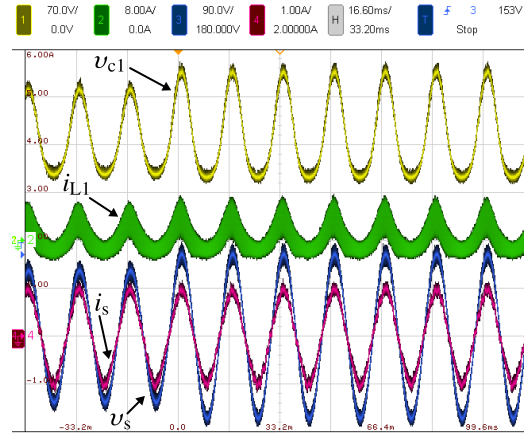 1 70.0V/ 0.0V 2 8.00A/ 0.0A 3 90.0V/ 180.000V 4 1.00A/ 2.00000A H 16.60ms/ 33.20ms T 3 153V Stop
6.00A
υc1
5.00
4.00
3.00
iL1
2
.00
.00
is
4
-1.0
υs
-33.2m 0.0 33.2m 66.4m 99.6ms